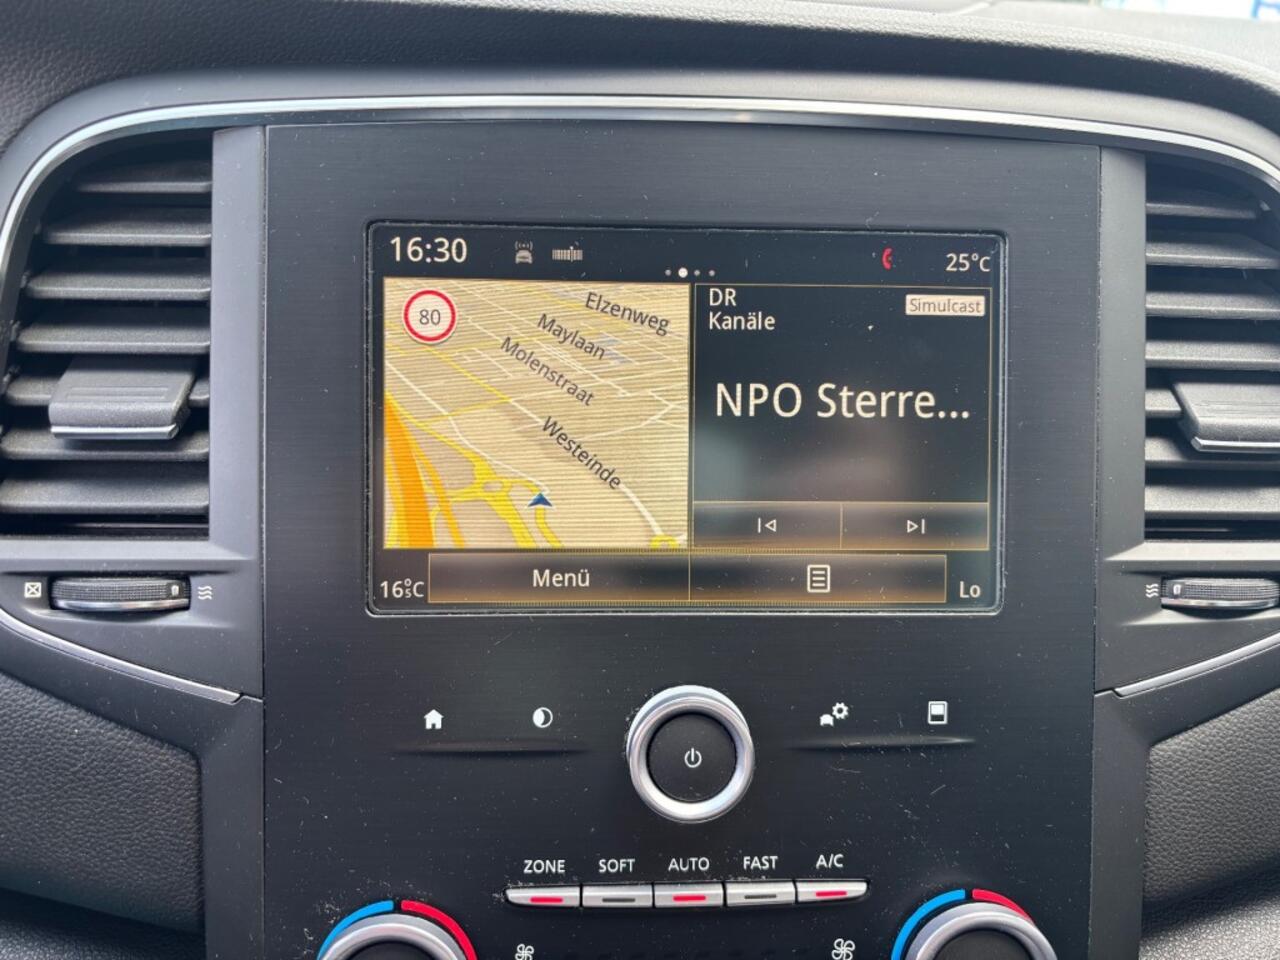 16:30
25°C
80
Elzenweg
Maylaan
Molenstraat
Westeinde
DR
Kanäle
Simulcast
NPO Sterre...
16°5C
Menü
Lo
ZONE
SOFT
AUTO
FAST
A/C